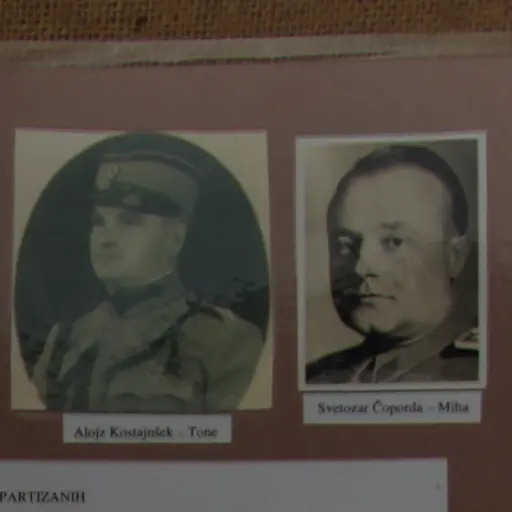 Alojz Kostajnšek – Tone
Svetozar Čoporda – Miha
PARTIZANIH